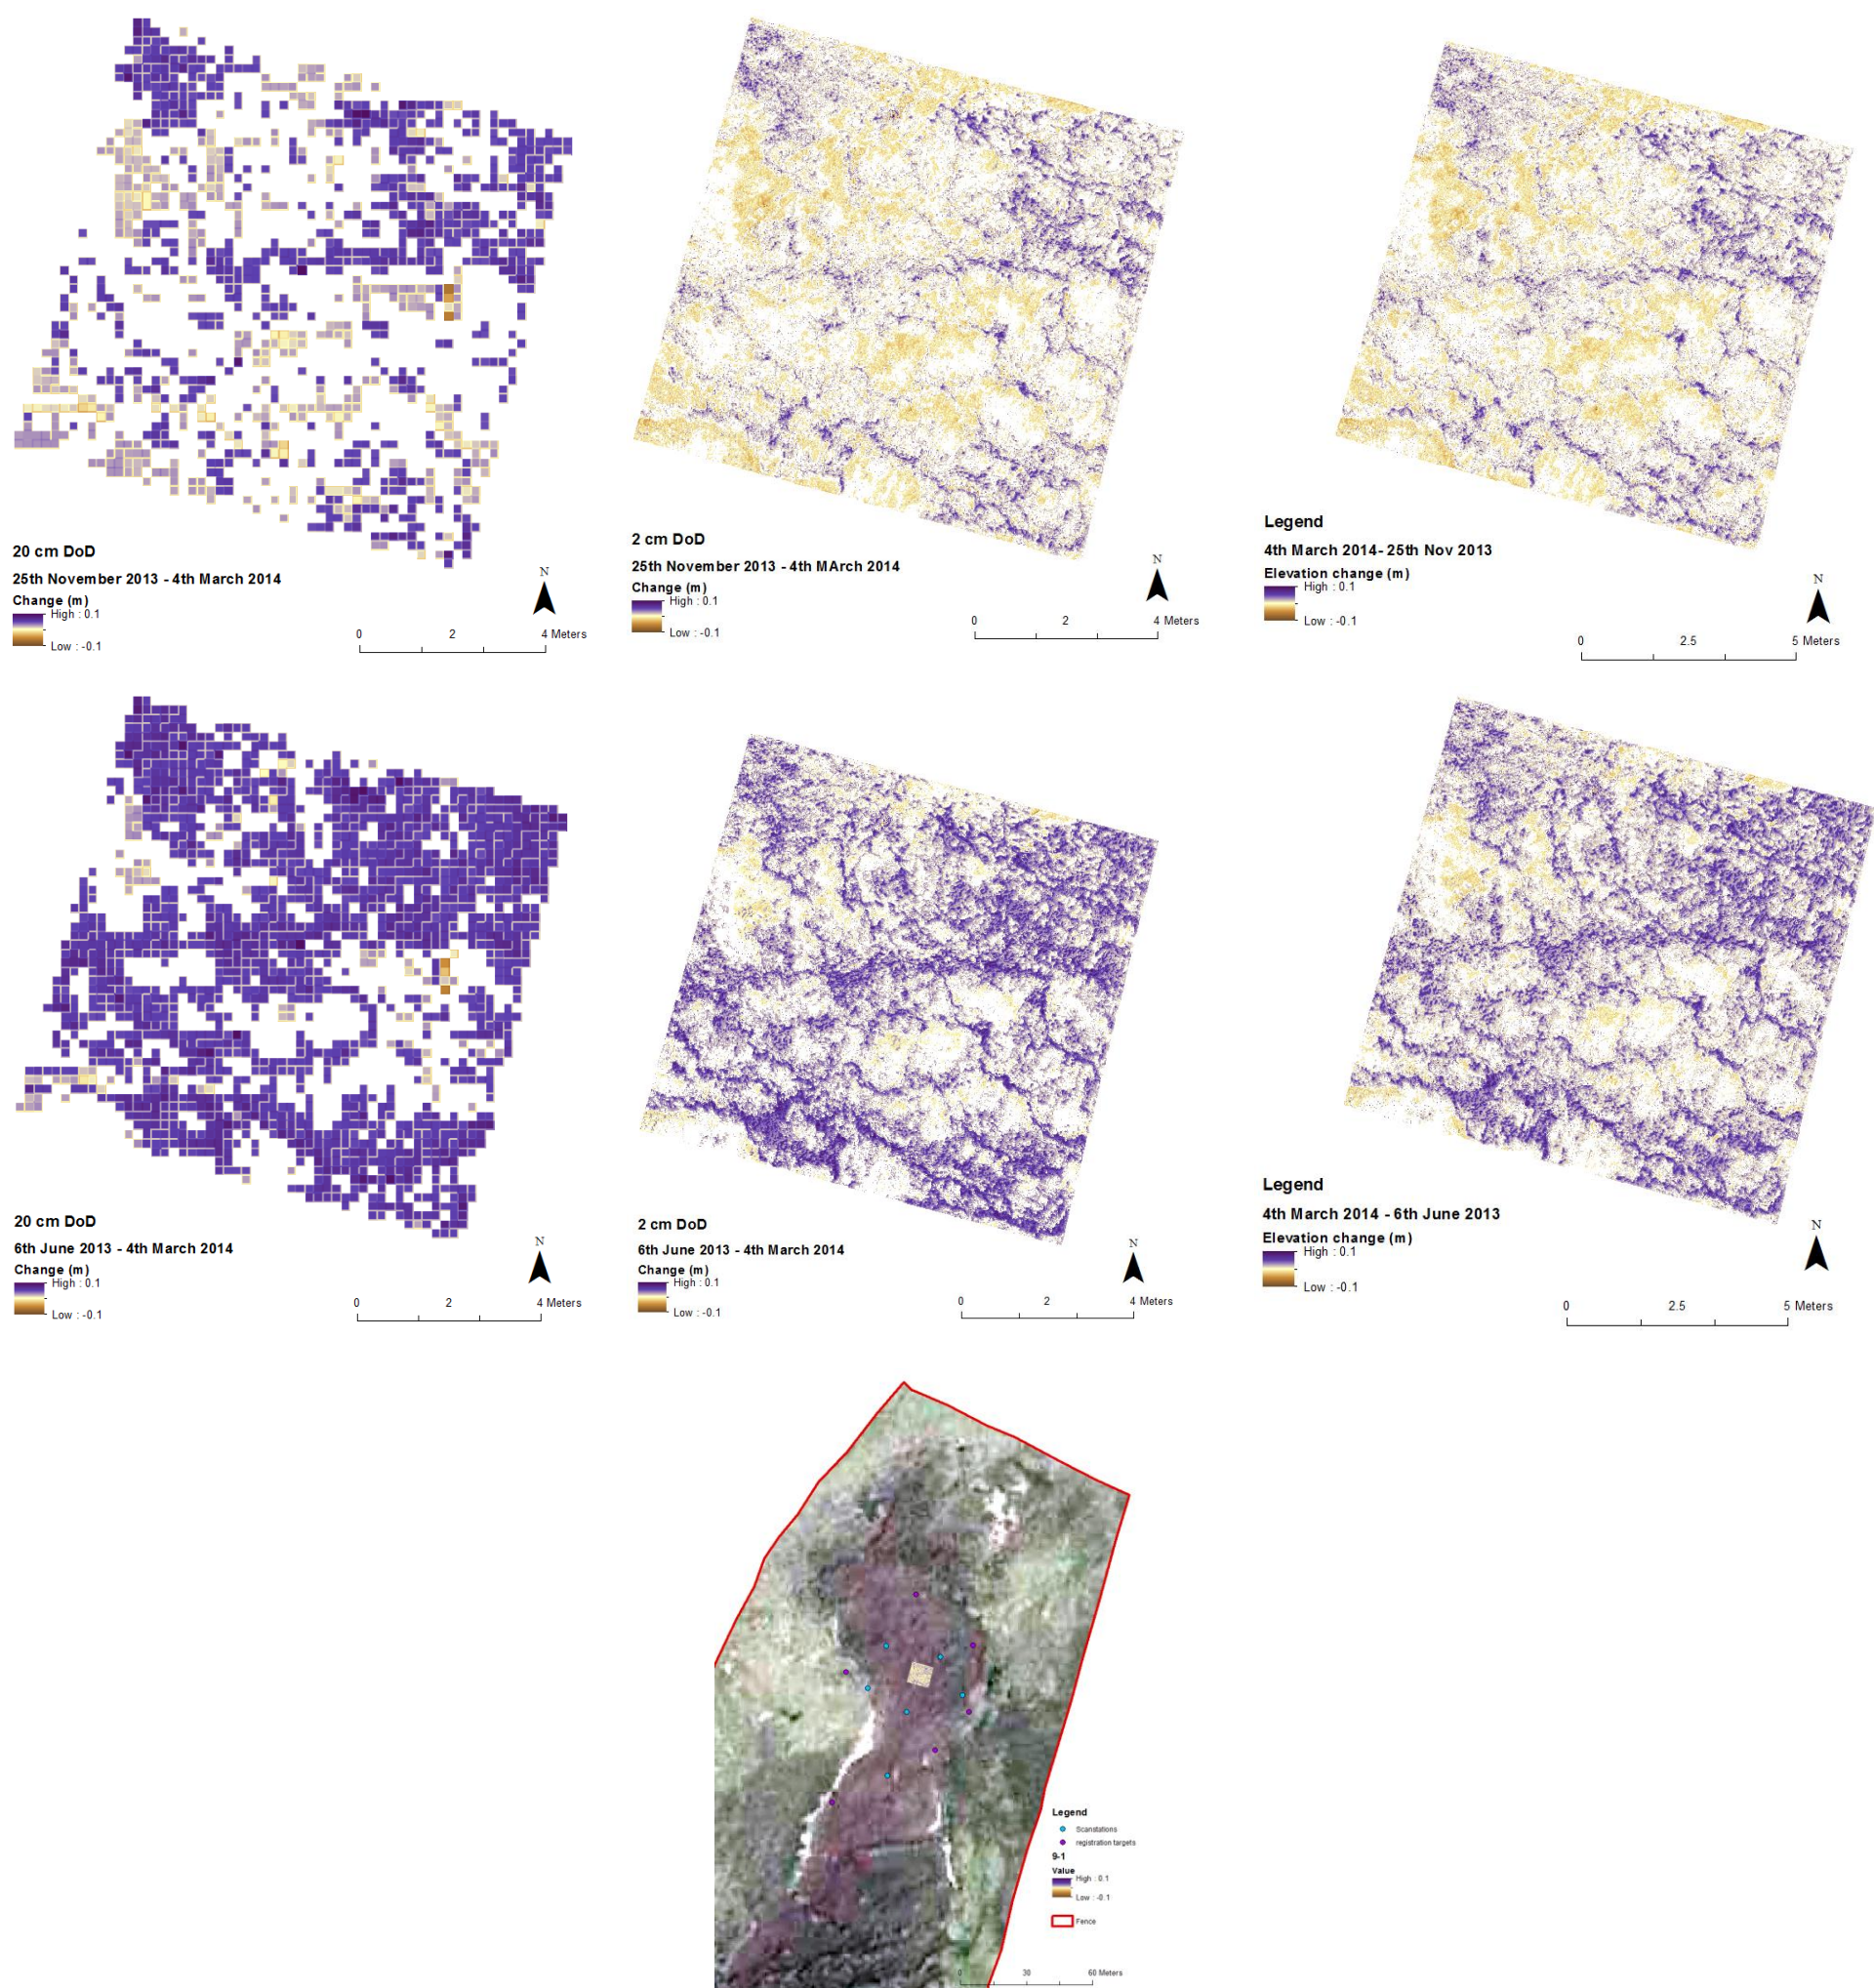 20 cm DoD
25th November 2013 - 4th March 2014
Change (m)
High : 0.1
Low : -0.1
N
0 2 4 Meters
2 cm DoD
25th November 2013 - 4th MArch 2014
Change (m)
High : 0.1
Low : -0.1
N
0 2 4 Meters
Legend
4th March 2014- 25th Nov 2013
Elevation change (m)
High : 0.1
Low : -0.1
N
0 2.5 5 Meters
20 cm DoD
6th June 2013 - 4th March 2014
Change (m)
High : 0.1
Low : -0.1
N
0 2 4 Meters
2 cm DoD
6th June 2013 - 4th March 2014
Change (m)
High : 0.1
Low : -0.1
N
0 2 4 Meters
Legend
4th March 2014 - 6th June 2013
Elevation change (m)
High : 0.1
Low : -0.1
N
0 2.5 5 Meters
Legend
Scanstations
registration targets
9-1
Value
High : 0.1
Low : -0.1
Fence
0 30 60 Meters